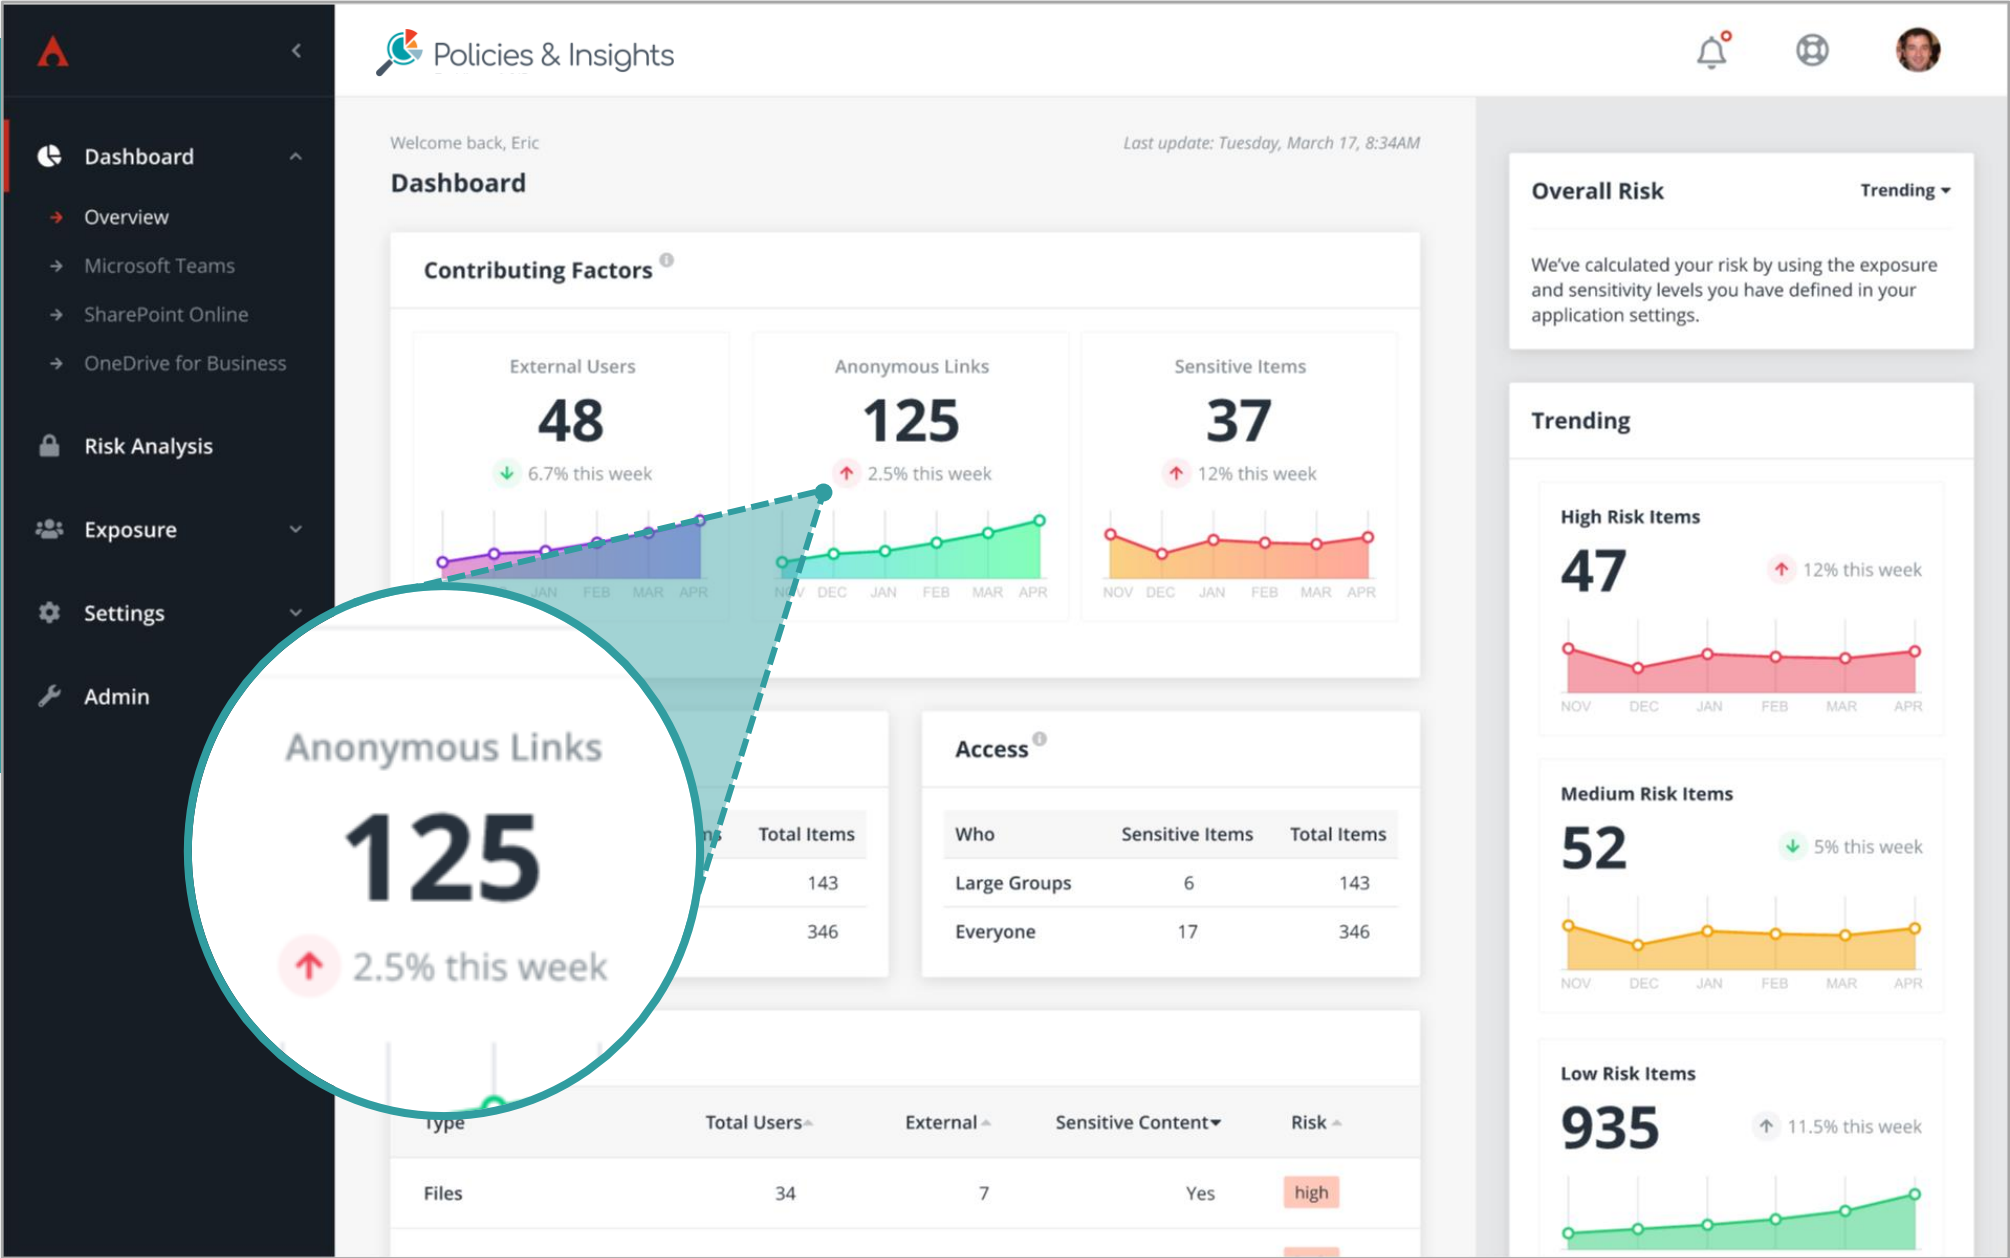 Policies & Insights
Dashboard
Overview
Microsoft Teams
SharePoint Online
OneDrive for Business
Risk Analysis
Exposure
Settings
Admin
Welcome back, Eric
Last update: Tuesday, March 17, 8:34AM
Dashboard
Contributing Factors
External Users
48
6.7% this week
JAN FEB MAR APR
Anonymous Links
125
2.5% this week
NOV DEC JAN FEB MAR APR
Sensitive Items
37
12% this week
NOV DEC JAN FEB MAR APR
Anonymous Links
125
2.5% this week
Total Items
143
346
Access
Who Sensitive Items Total Items
Large Groups 6 143
Everyone 17 346
Type Total Users External Sensitive Content Risk
Files 34 7 Yes high
Overall Risk
Trending
We've calculated your risk by using the exposure
and sensitivity levels you have defined in your
application settings.
Trending
High Risk Items
47
12% this week
NOV DEC JAN FEB MAR APR
Medium Risk Items
52
5% this week
NOV DEC JAN FEB MAR APR
Low Risk Items
935
11.5% this week